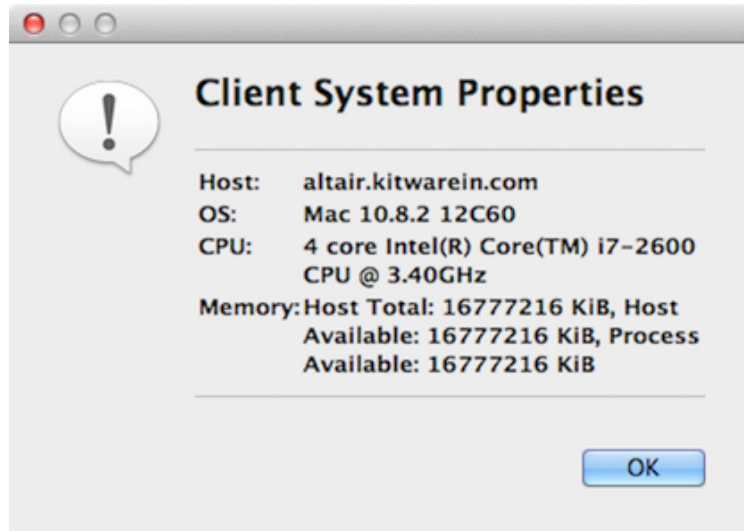 Client System Properties
Host: altair.kitwarein.com
OS: Mac 10.8.2 12C60
CPU: 4 core Intel(R) Core(TM) i7-2600
CPU @ 3.40GHz
Memory: Host Total: 16777216 KiB, Host
Available: 16777216 KiB, Process
Available: 16777216 KiB
OK